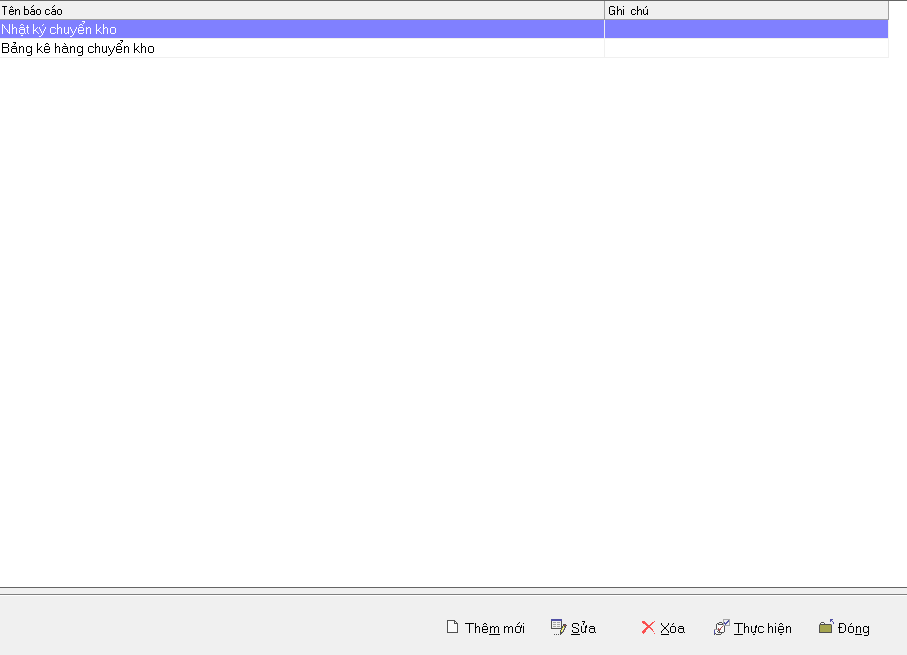 Tên báo cáo Ghi chú
Nhật ký chuyển kho
Bảng kê hàng chuyển kho
Thêm mới Sửa Xóa Thực hiện Đóng